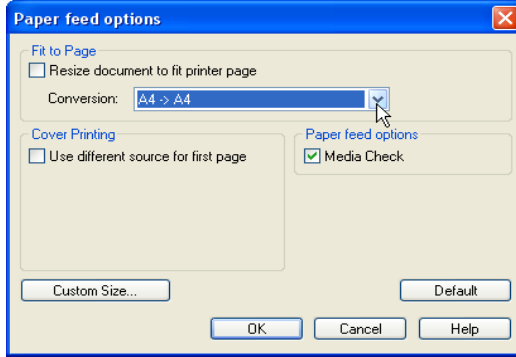 Paper feed options
Fit to Page
Resize document to fit printer page
Conversion: A4 -> A4
Cover Printing
Use different source for first page
Paper feed options
Media Check
Custom Size...
Default
OK Cancel Help